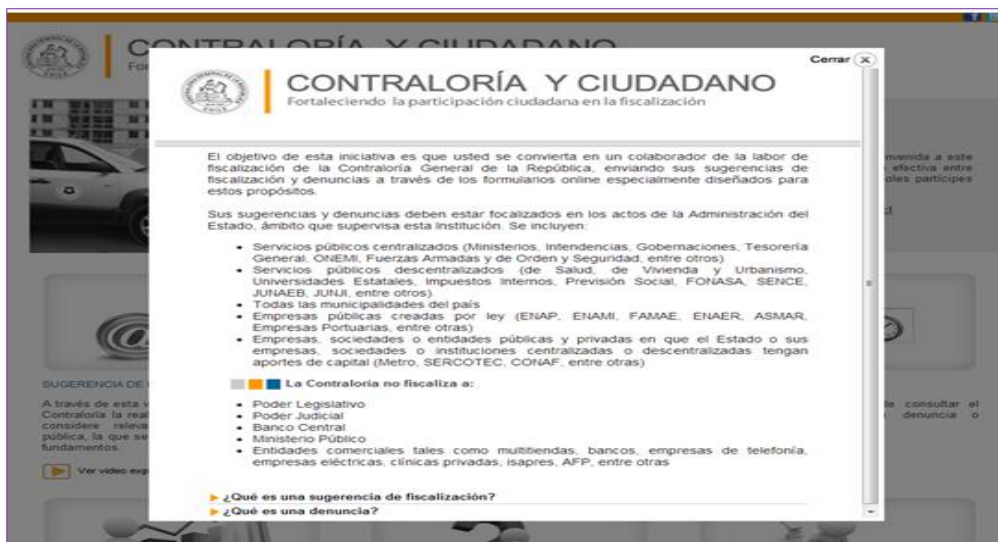 CONTRALORÍA Y CIUDADANO
Cerrar
CONTRALORÍA Y CIUDADANO
Fortaleciendo la participación ciudadana en la fiscalización
El objetivo de esta iniciativa es que usted se convierta en un colaborador de la labor de
fiscalización de la Contraloría General de la República, enviando sus sugerencias de
fiscalización y denuncias a través de los formularios online especialmente diseñados para
estos propósitos.
Sus sugerencias y denuncias deben estar focalizados en los actos de la Administración del
Estado, ámbito que supervisa esta Institución. Se incluyen:
• Servicios públicos centralizados (Ministerios, Intendencias, Gobernaciones, Tesorería
General, ONEMI, Fuerzas Armadas y de Orden y Seguridad, entre otros)
• Servicios públicos descentralizados (de Salud, de Vivienda y Urbanismo,
Universidades Estatales, Impuestos Internos, Previsión Social, FONASA, SENCE,
JUNAEB, JUNJI, entre otros)
• Todas las municipalidades del país
• Empresas públicas creadas por ley (ENAP, ENAMI, FAMAE, ENAER, ASMAR,
Empresas Portuarias, entre otras)
• Empresas, sociedades o entidades públicas y privadas en que el Estado o sus
empresas, sociedades o instituciones centralizadas o descentralizadas tengan
aportes de capital (Metro, SERCOTEC, CONAF, entre otras)
La Contraloría no fiscaliza a:
• Poder Legislativo
• Poder Judicial
• Banco Central
• Ministerio Público
• Entidades comerciales tales como multitiendas, bancos, empresas de telefonía,
empresas eléctricas, clínicas privadas, isapres, AFP, entre otras
¿Qué es una sugerencia de fiscalización?
¿Qué es una denuncia?
SUGERENCIA DE
A través de esta
Contraloría la
considere
pública, la que se
fundamentos.
Ver video
a este
efectiva entre
partícipes
consultar el
denuncia o